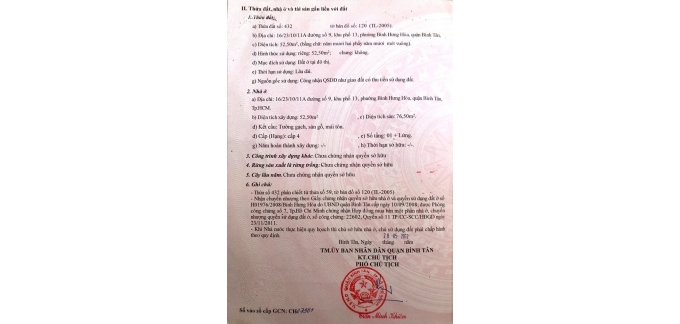 II. Thửa đất, nhà ở và tài sản gắn liền với đất
1. Thửa đất:
a) Thửa đất số: 432 tờ bản đồ số: 120 (TL-2005)
b) Địa chỉ: 16/23/10/11A đường số 9, khu phố 13, phường Bình Hưng Hòa, quận Bình Tân,
c) Diện tích: 52,50m², (bằng chữ: năm mươi hai phẩy năm mươi mét vuông).
d) Hình thức sử dụng: riêng: 52,50m²; chung: không.
đ) Mục đích sử dụng: Đất ở tại đô thị.
e) Thời hạn sử dụng: Lâu dài.
g) Nguồn gốc sử dụng: Công nhận QSDĐ như giao đất có thu tiền sử dụng đất.
2. Nhà ở
a) Địa chỉ: 16/23/10/11A đường số 9, khu phố 13, phường Bình Hưng Hòa, quận Bình Tân,
Tp.HCM.
b) Diện tích xây dựng: 52,50m² , c) Diện tích sàn: 76,50m².
d) Kết cấu: Tường gạch, sàn gỗ, mái tôn.
đ) Cấp (Hạng): cấp 4 , e) Số tầng: 01 + Lửng.
g) Năm hoàn thành xây dựng: -/- , h) Thời hạn sở hữu: -/-.
3. Công trình xây dựng khác: Chưa chứng nhận quyền sở hữu
4. Rừng sản xuất là rừng trồng: Chưa chứng nhận quyền sở hữu
5. Cây lâu năm: Chưa chứng nhận quyền sở hữu
6. Ghi chú:
- Thửa số 432 phân chiết từ thửa số 59, tờ bản đồ số 120 (TL-2005)
- Nhận chuyển nhượng theo Giấy chứng nhận quyền sở hữu nhà ở và quyền sử dụng đất ở số
H01976/2008/Bình Hưng Hòa do UBND quận Bình Tân cấp ngày 10/09/2008; được Phòng
công chứng số 7, Tp.Hồ Chí Minh chứng nhận Hợp đồng mua bán một phần nhà ở, chuyển
nhượng quyền sử dụng đất ở, số công chứng: 22602, Quyển số 11 TP/CC-SCC/HĐGD ngày
23/11/2011.
- Khi Nhà nước thực hiện quy hoạch thì chủ sở hữu nhà ở, chủ sử dụng đất phải chấp hành
theo quy định.
Bình Tân, Ngày tháng năm
TM.ỦY BAN NHÂN DÂN QUẬN BÌNH TÂN
KT.CHỦ TỊCH
PHÓ CHỦ TỊCH
Số vào sổ cấp GCN: CH